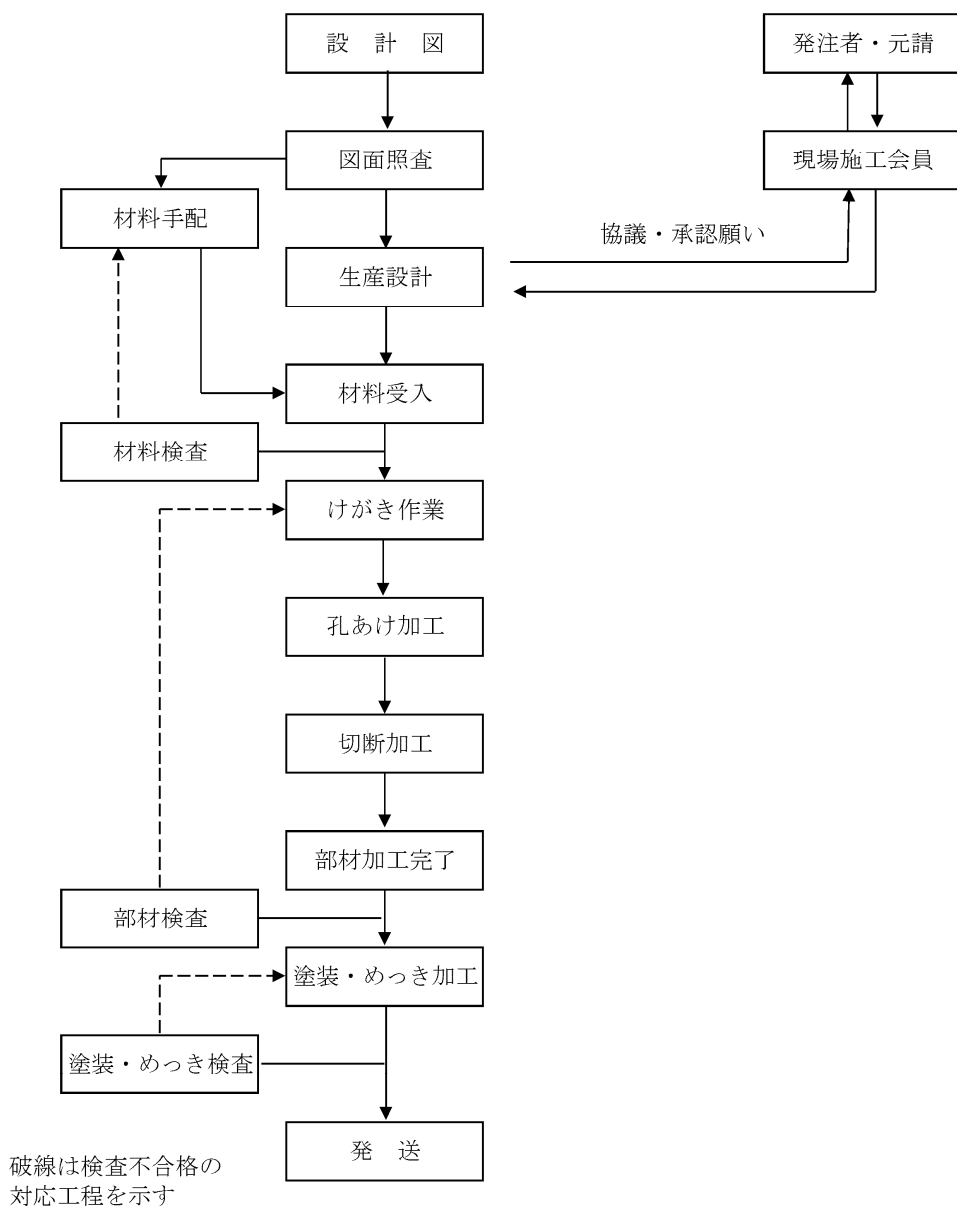 設 計 図
発注者・元請
図面照査
現場施工会員
材料手配
協議・承認願い
生産設計
材料受入
材料検査
けがき作業
孔あけ加工
切断加工
部材加工完了
部材検査
塗装・めっき加工
塗装・めっき検査
発 送
破線は検査不合格の
対応工程を示す